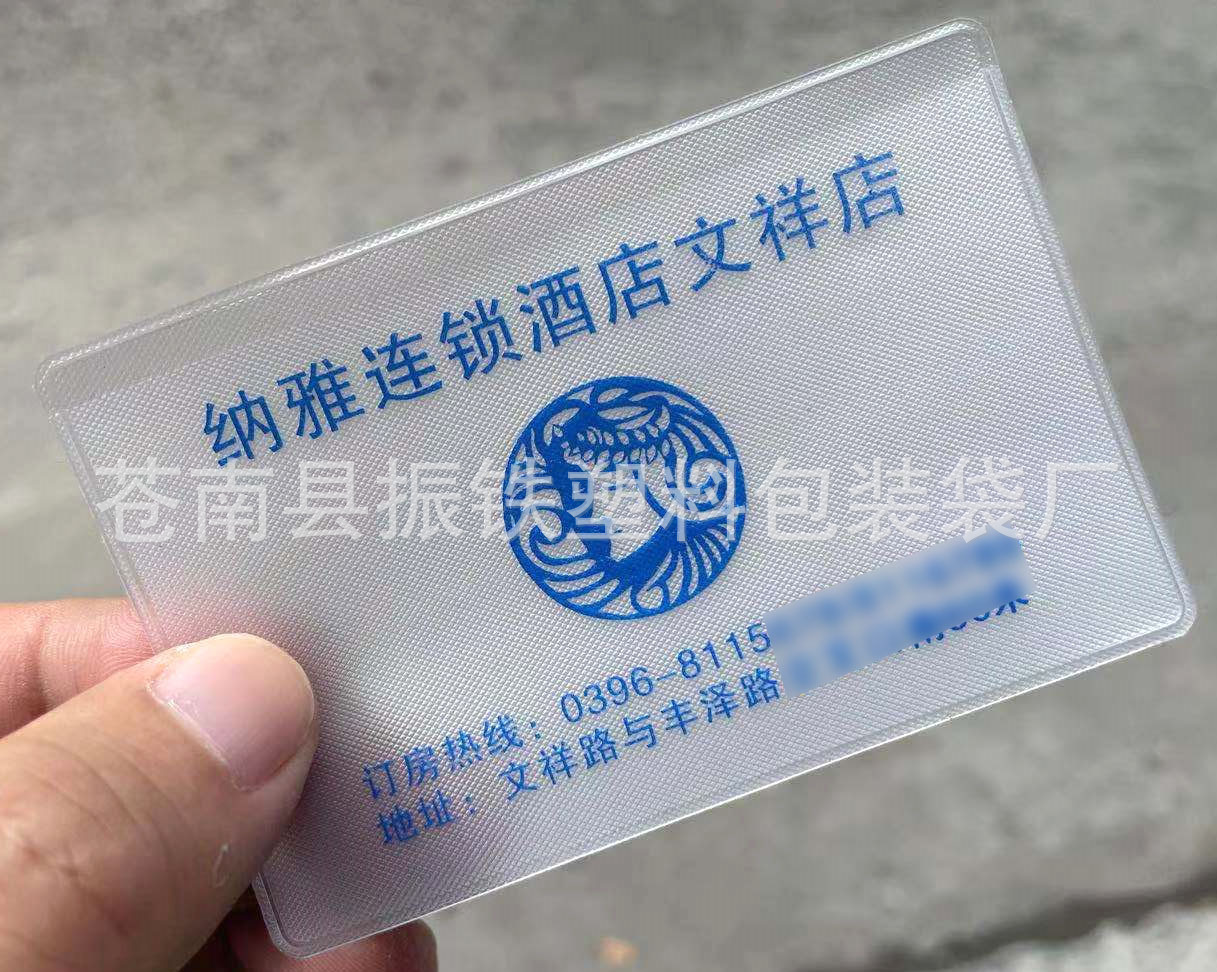 纳雅连锁酒店文祥店
苍南县振铁塑料包装袋厂
订房热线：0396-8115
地址：文祥路与丰泽路